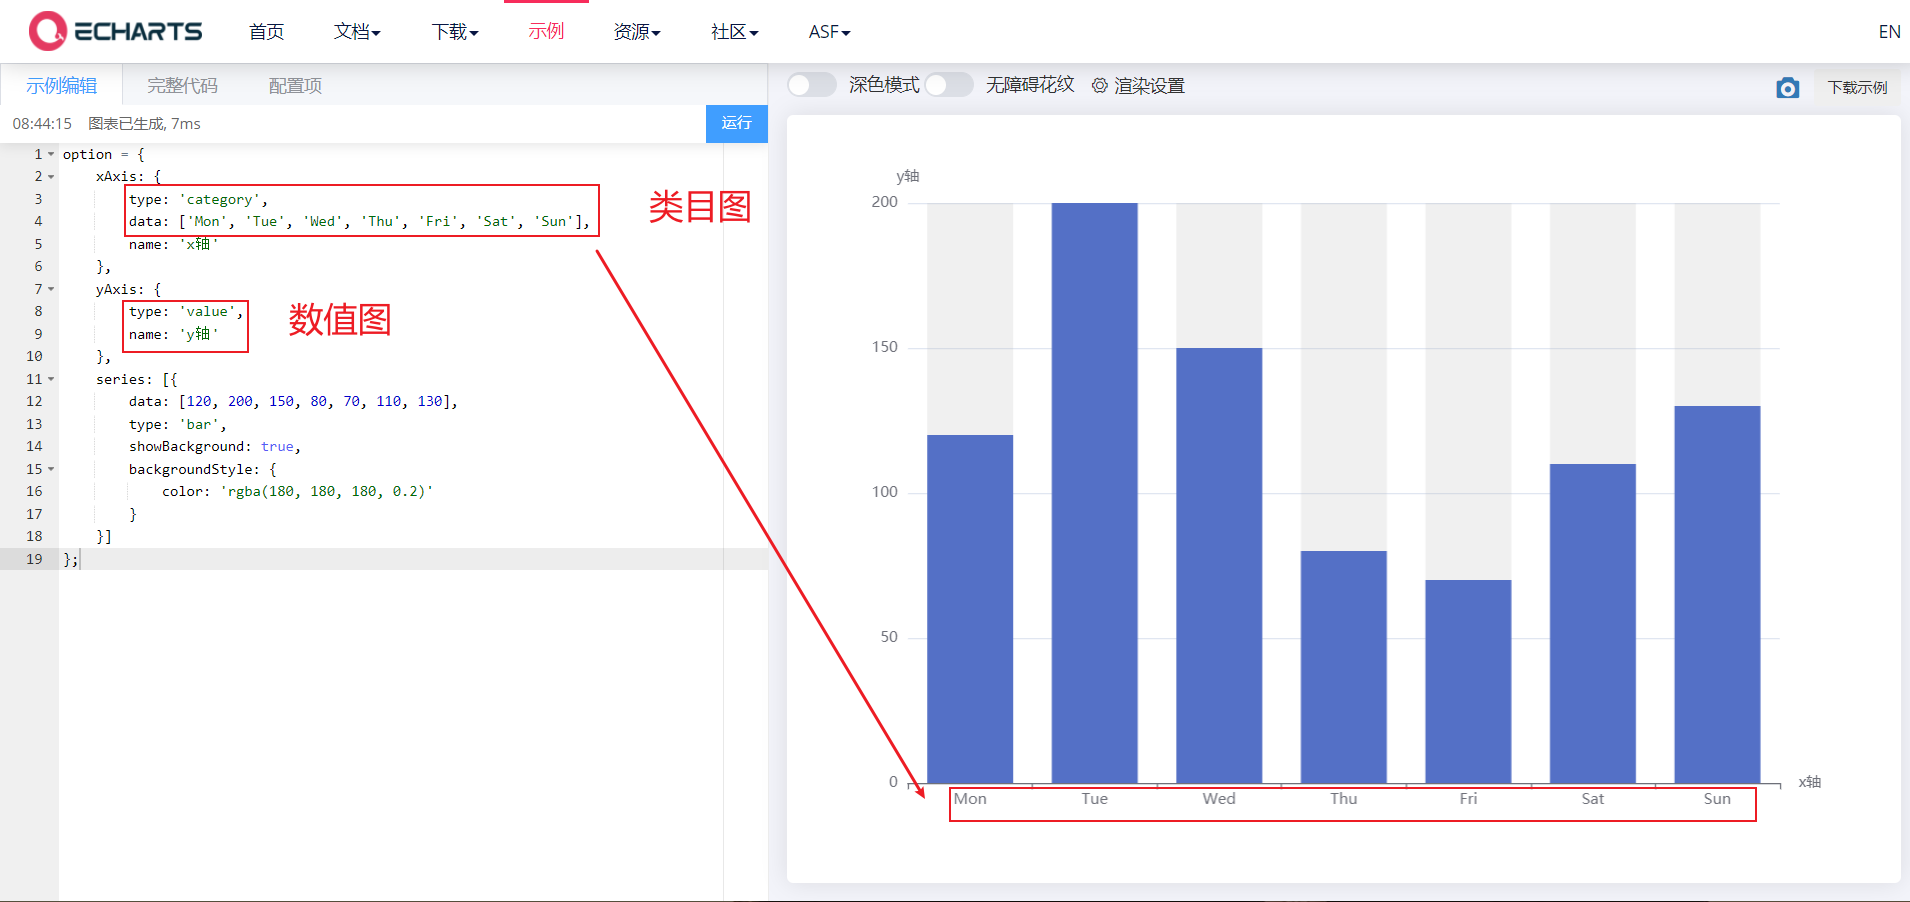 ECHARTS 首页 文档 下载 示例 资源 社区 ASF EN
示例编辑 完整代码 配置项
深色模式 无障碍花纹 渲染设置 下载示例
08:44:15 图表已生成, 7ms 运行
1 option = {
2 xAxis: {
3 type: 'category',
4 data: ['Mon', 'Tue', 'Wed', 'Thu', 'Fri', 'Sat', 'Sun'],
5 name: 'x轴'
6 },
7 yAxis: {
8 type: 'value',
9 name: 'y轴'
10 },
11 series: [{
12 data: [120, 200, 150, 80, 70, 110, 130],
13 type: 'bar',
14 showBackground: true,
15 backgroundStyle: {
16 color: 'rgba(180, 180, 180, 0.2)'
17 }
18 }]
19 };
类目图
数值图
y轴
200
150
100
50
0
x轴
Mon Tue Wed Thu Fri Sat Sun